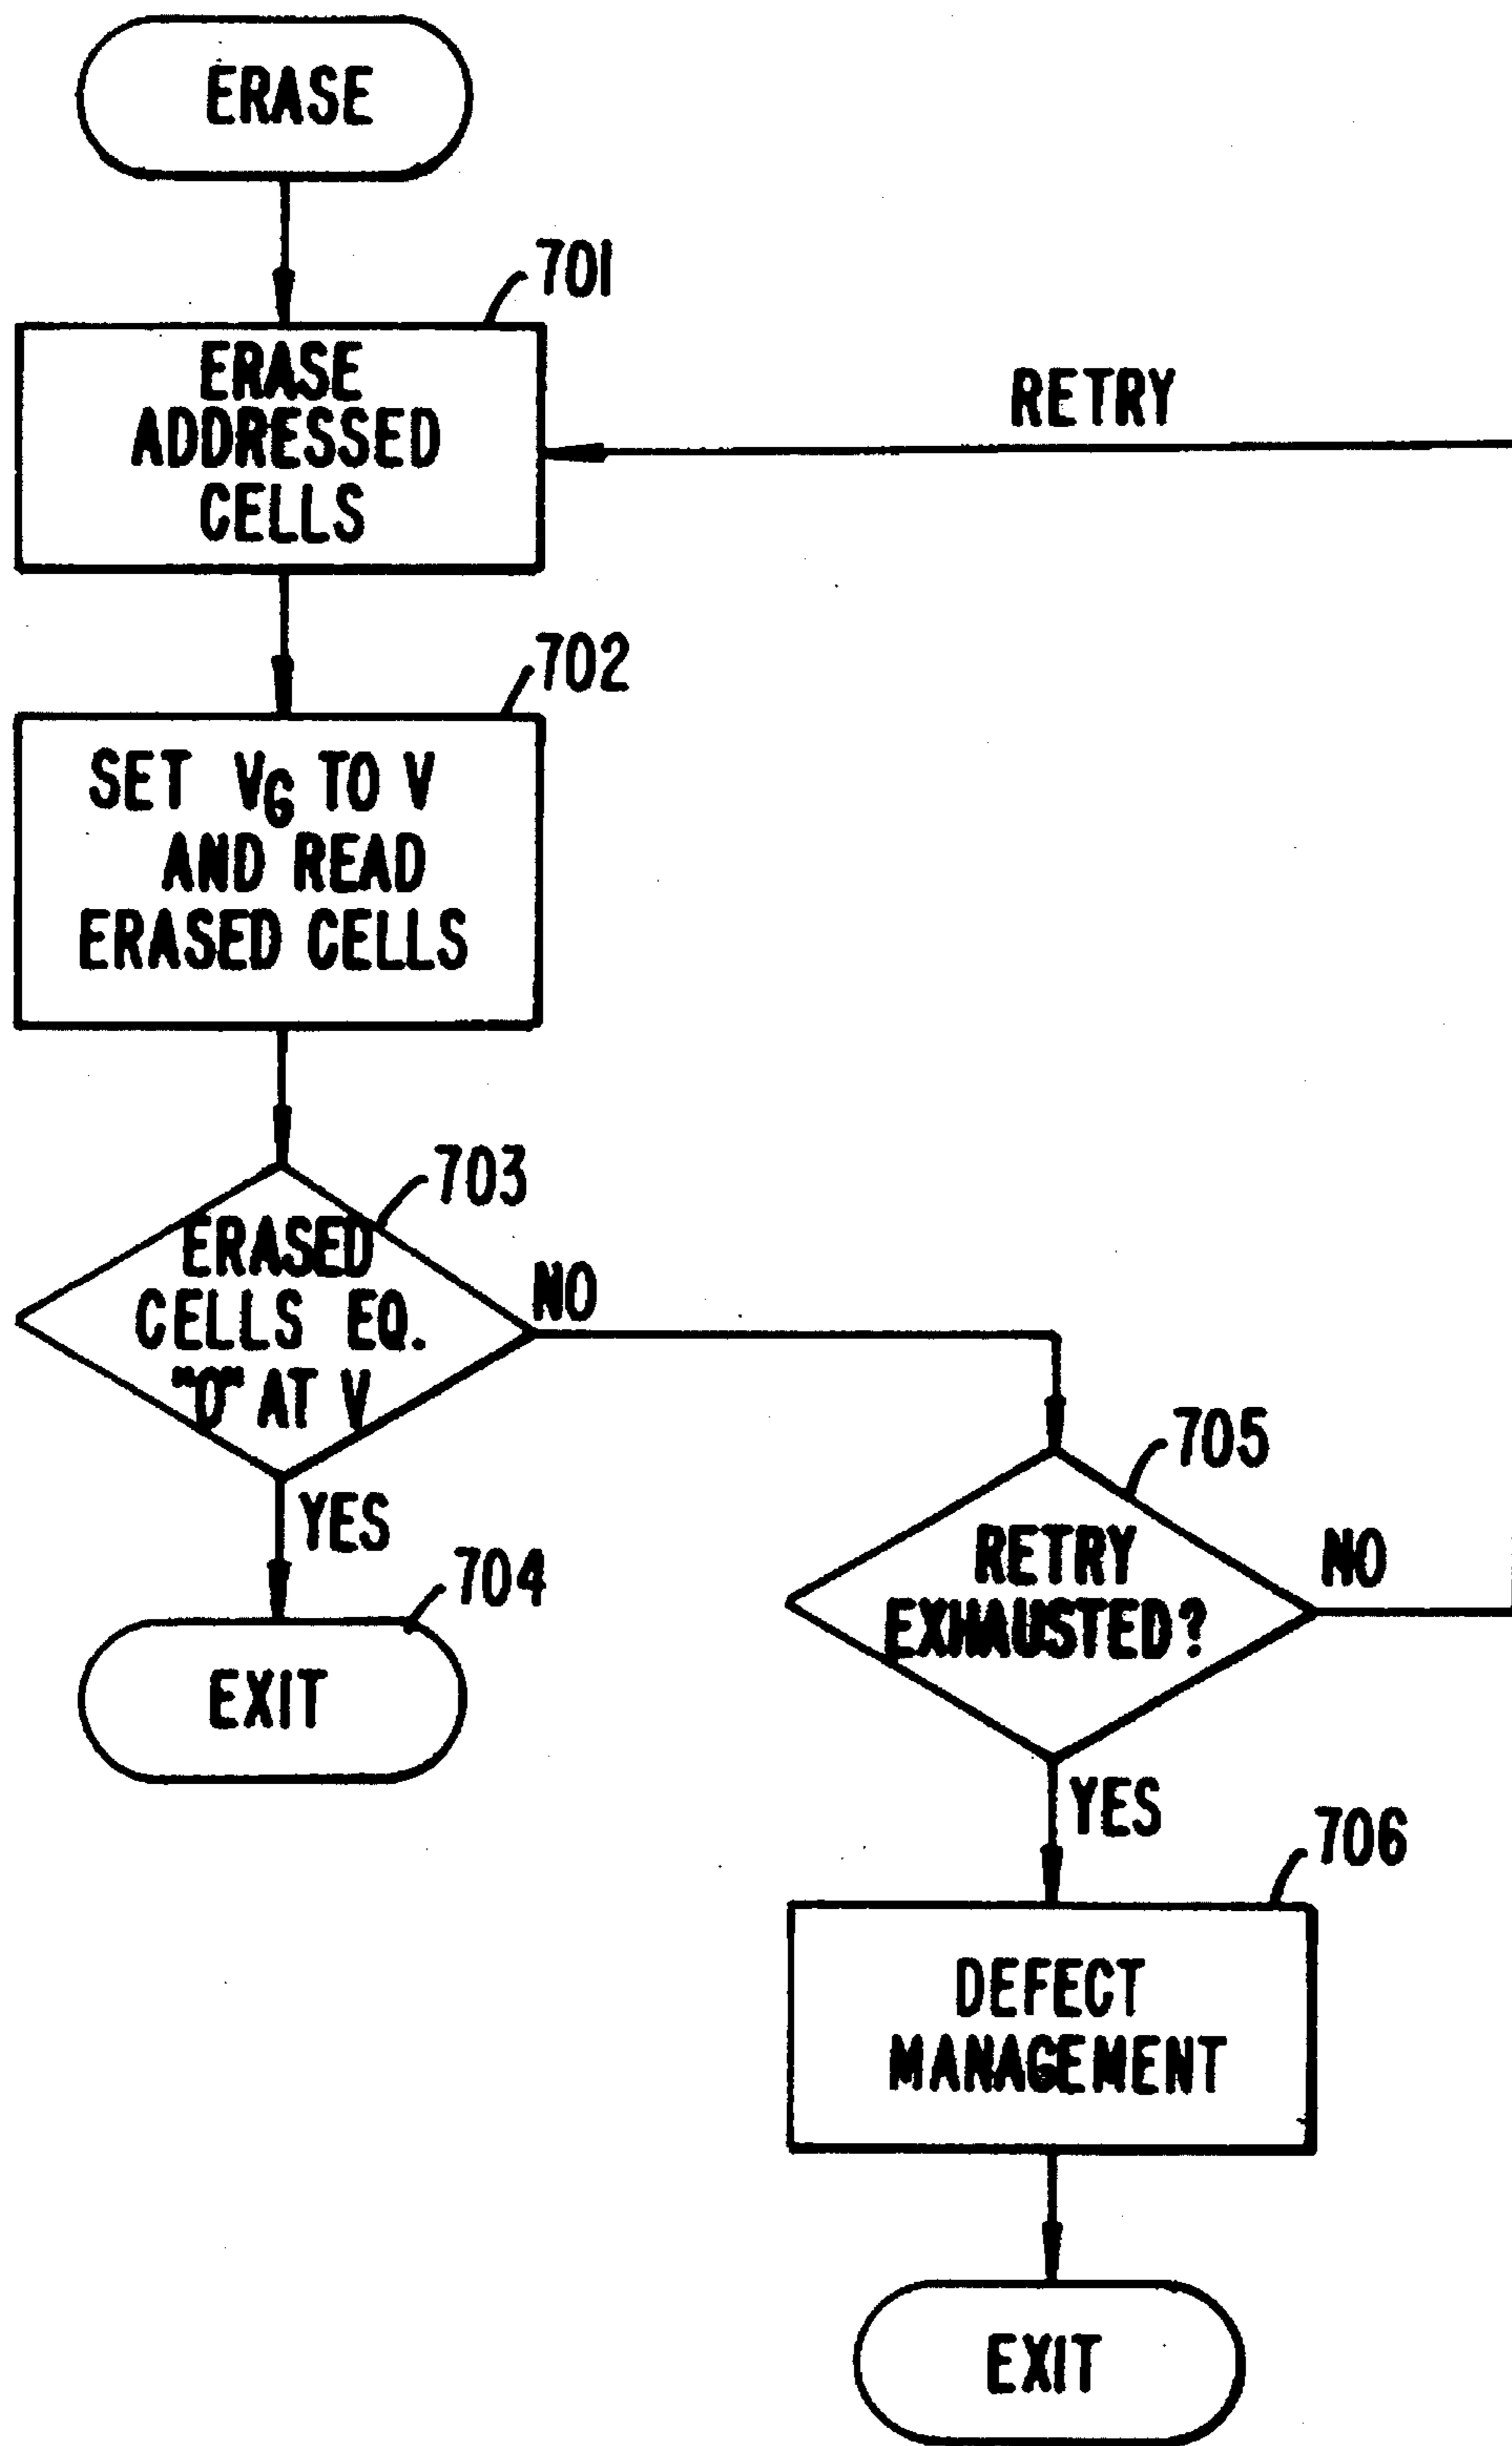 ERASE
701
ERASE
ADDRESSED
CELLS
RETRY
702
SET VG TO V
AND READ
ERASED CELLS
703
ERASED
CELLS EQ.
"0" AT V
NO
YES
704
EXIT
705
RETRY
EXHAUSTED?
NO
YES
706
DEFECT
MANAGEMENT
EXIT